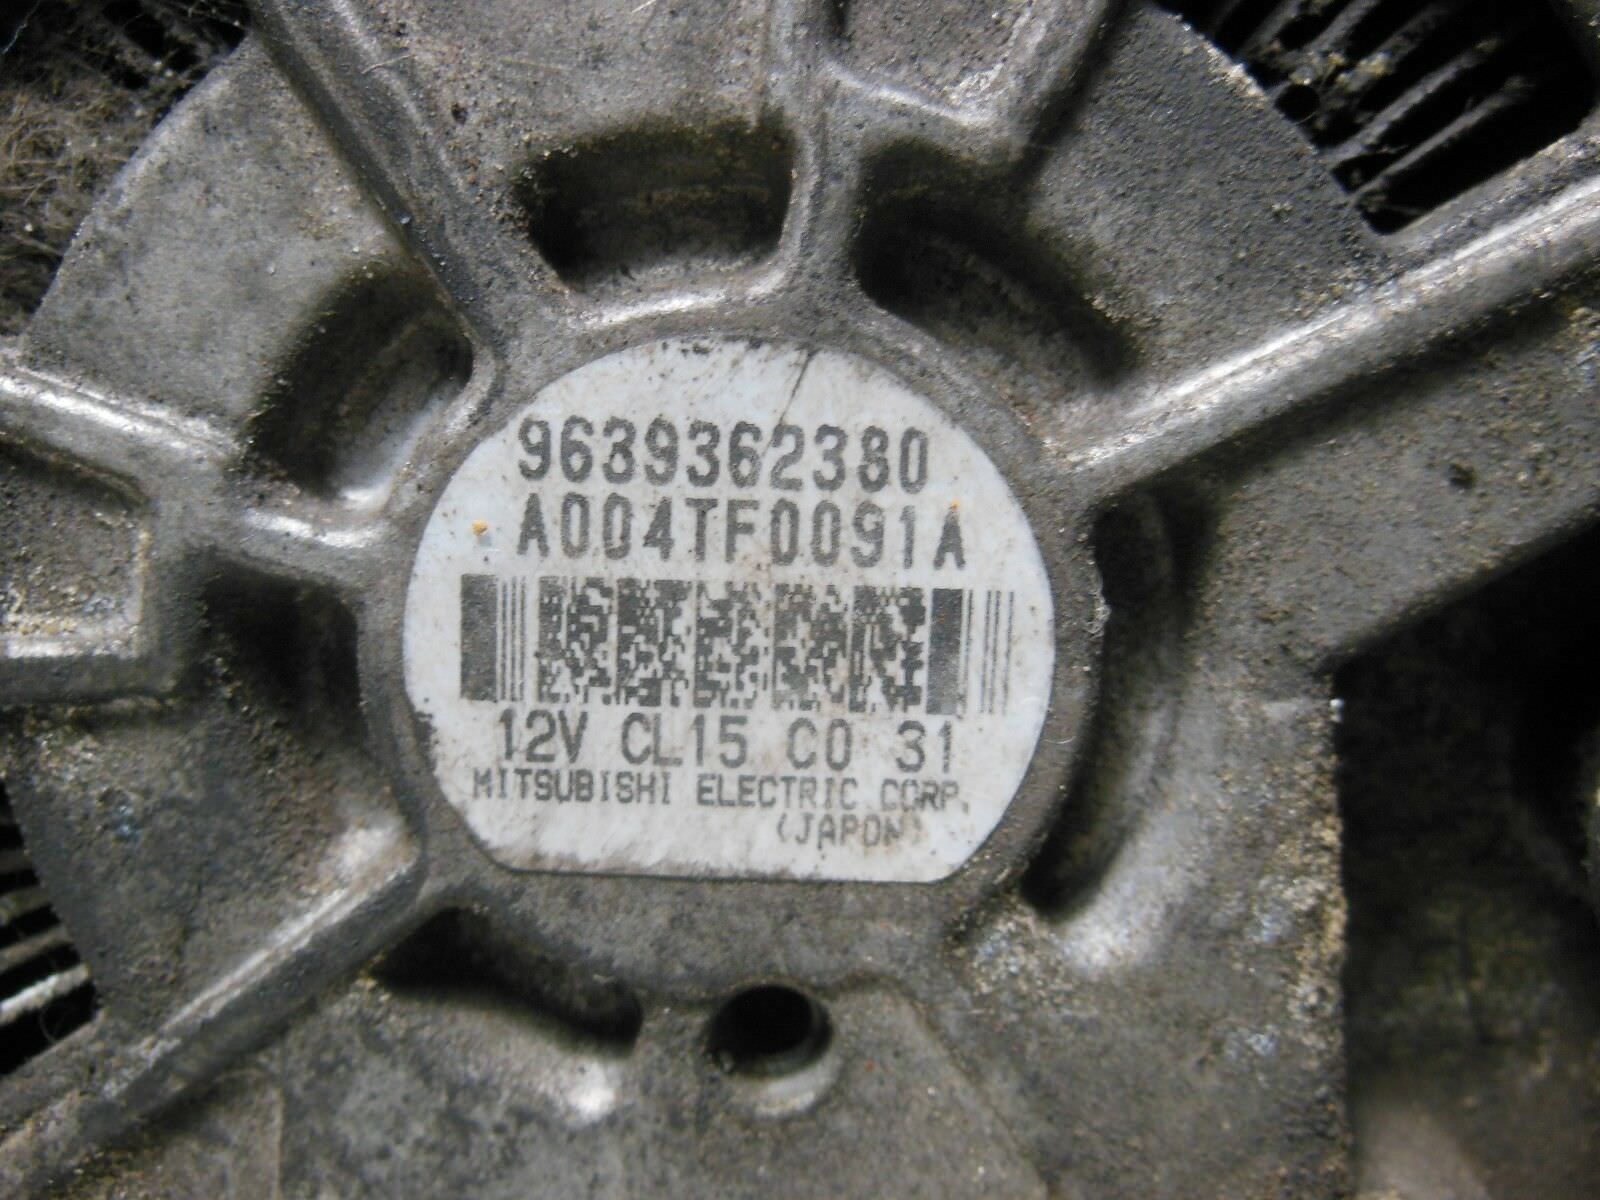 9639362380
A004TF0091A
12V CL15 C0 31
MITSUBISHI ELECTRIC CORP.
(JAPON)